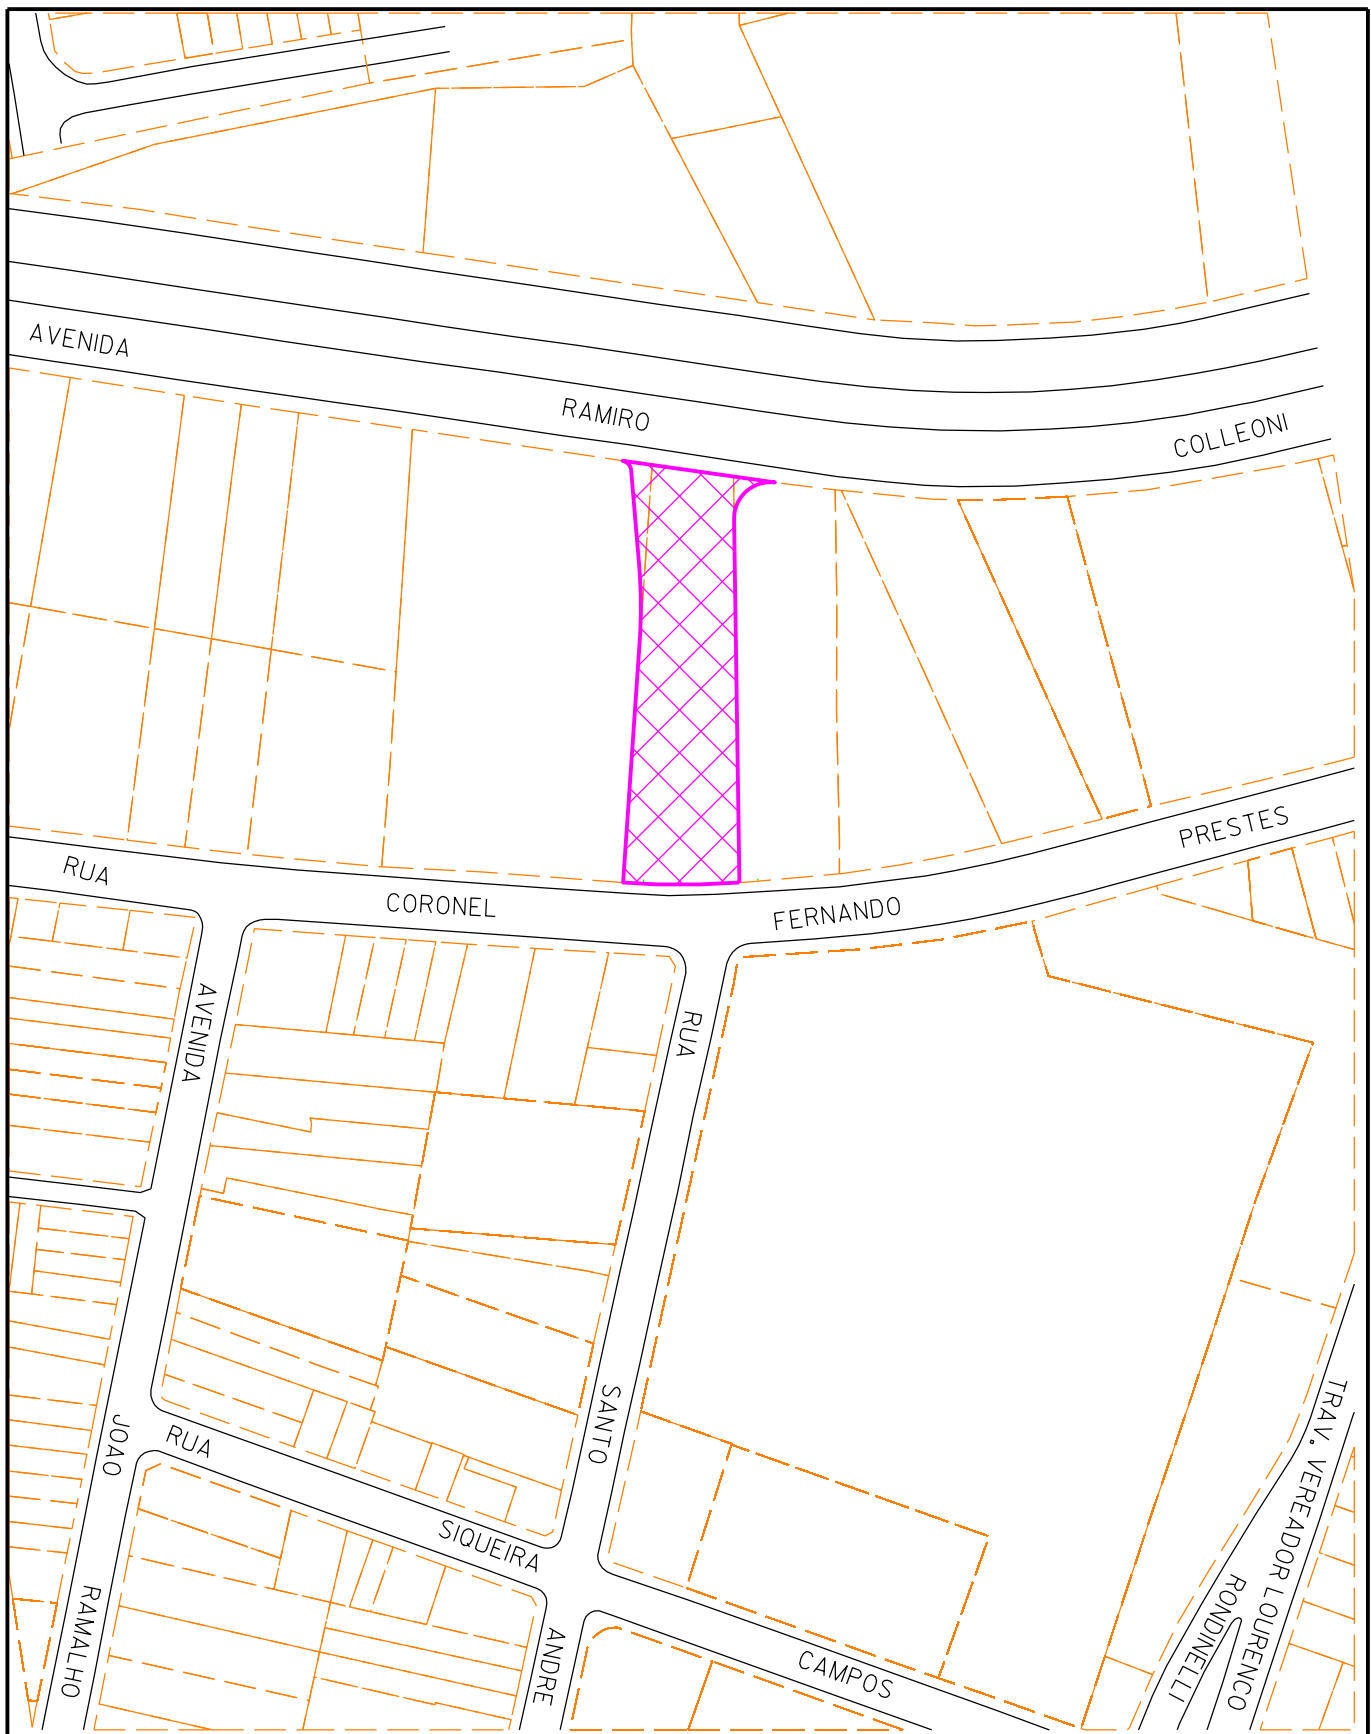 AVENIDA
RAMIRO
COLLEONI
RUA
CORONEL
FERNANDO
PRESTES
AVENIDA
JOAO
RAMALHO
RUA
SANTO
ANDRE
RUA
SIQUEIRA
CAMPOS
TRAV. VEREADOR LOURENCO
RONDINELLI